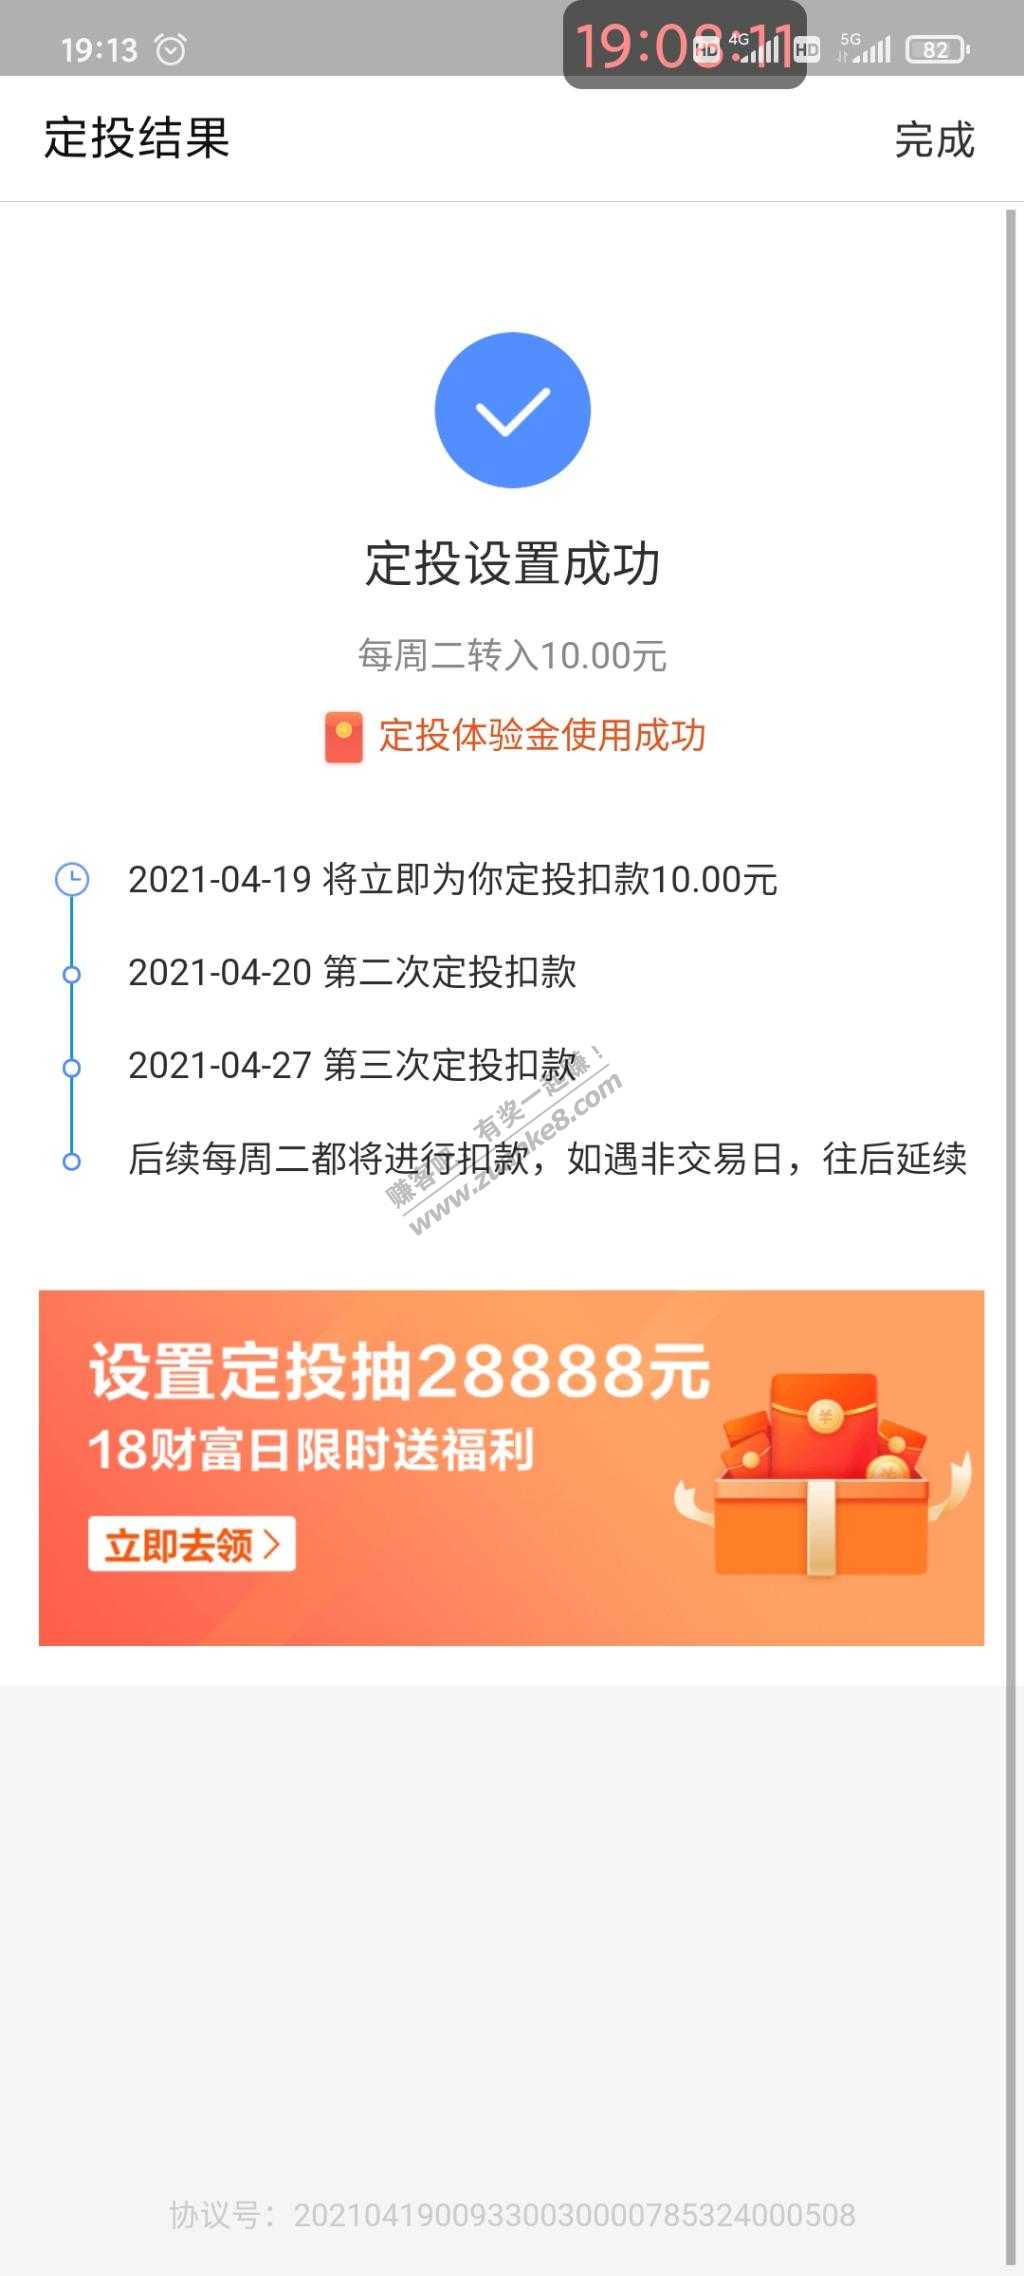 19:13
19:08:11
HD 4G HD 5G 82
定投结果
完成
定投设置成功
每周二转入10.00元
定投体验金使用成功
2021-04-19 将立即为你定投扣款10.00元
2021-04-20 第二次定投扣款
2021-04-27 第三次定投扣款
后续每周二都将进行扣款，如遇非交易日，往后延续
赚客吧 有奖一起赚！
www.zuanke8.com
设置定投抽28888元
18财富日限时送福利
立即去领
协议号：20210419009330030000785324000508